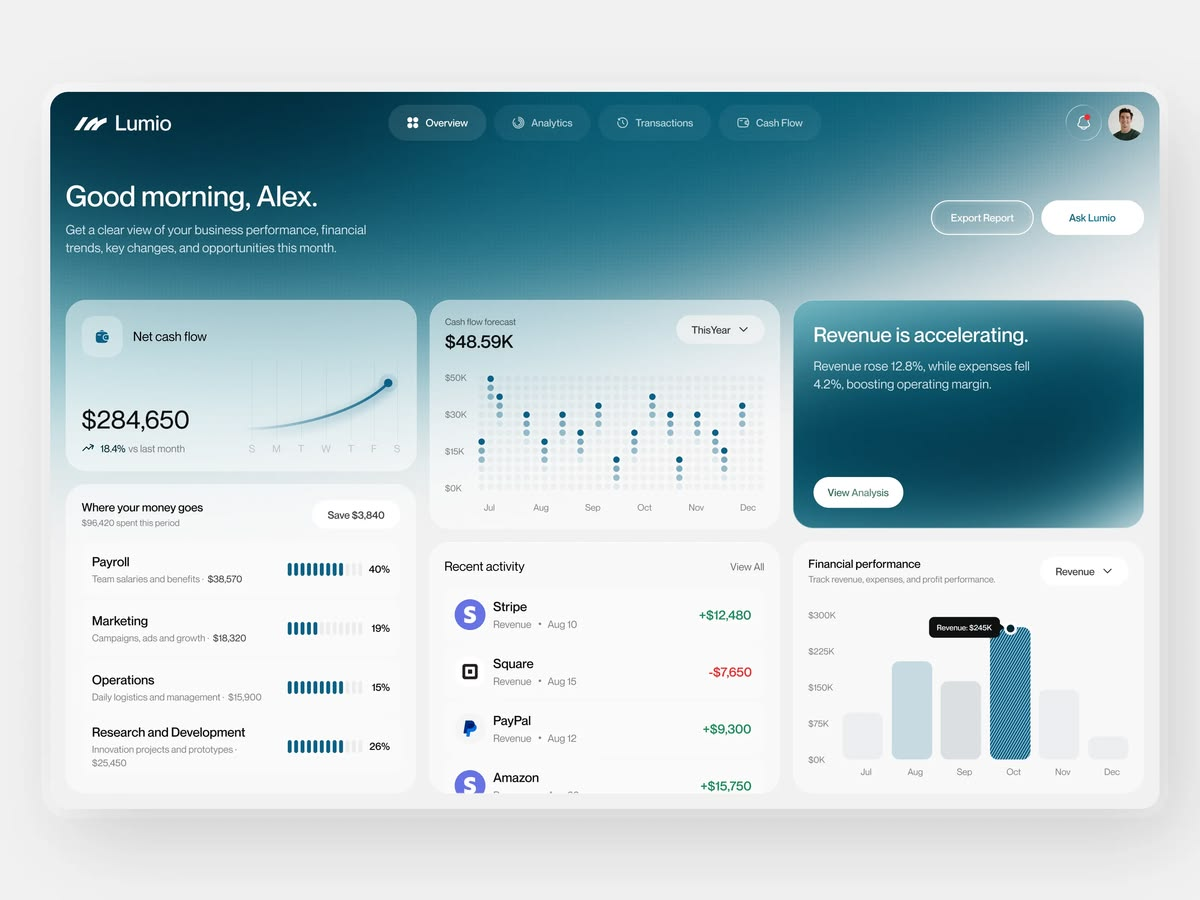 Lumio
Overview
Analytics
Transactions
Cash Flow
Good morning, Alex.
Get a clear view of your business performance, financial
trends, key changes, and opportunities this month.
Export Report
Ask Lumio
Net cash flow
$284,650
18.4% vs last month
S M T W T F S
Where your money goes
$96,420 spent this period
Save $3,840
Payroll
Team salaries and benefits · $38,570
40%
Marketing
Campaigns, ads and growth · $18,320
19%
Operations
Daily logistics and management · $15,900
15%
Research and Development
Innovation projects and prototypes ·
$25,450
26%
Cash flow forecast
$48.59K
ThisYear
$50K
$30K
$15K
$0K
Jul Aug Sep Oct Nov Dec
Recent activity
View All
Stripe
Revenue • Aug 10
+$12,480
Square
Revenue • Aug 15
-$7,650
PayPal
Revenue • Aug 12
+$9,300
Amazon
+$15,750
Revenue is accelerating.
Revenue rose 12.8%, while expenses fell
4.2%, boosting operating margin.
View Analysis
Financial performance
Track revenue, expenses, and profit performance.
Revenue
$300K
$225K
$150K
$75K
$0K
Revenue: $245K
Jul Aug Sep Oct Nov Dec